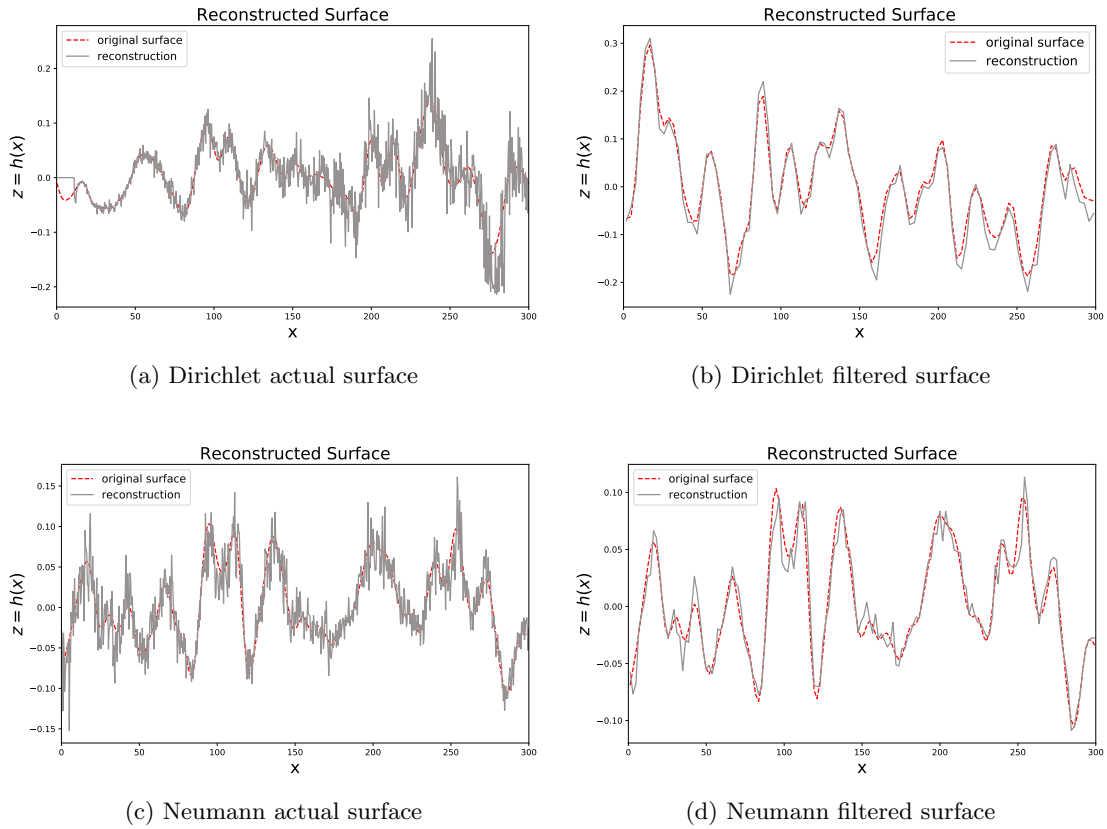 Reconstructed Surface
original surface
reconstruction
z = h(x)
0.2
0.1
0.0
−0.1
−0.2
0 50 100 150 200 250 300
x
(a) Dirichlet actual surface
Reconstructed Surface
original surface
reconstruction
z = h(x)
0.3
0.2
0.1
0.0
−0.1
−0.2
0 50 100 150 200 250 300
x
(b) Dirichlet filtered surface
Reconstructed Surface
original surface
reconstruction
z = h(x)
0.15
0.10
0.05
0.00
−0.05
−0.10
−0.15
0 50 100 150 200 250 300
x
(c) Neumann actual surface
Reconstructed Surface
original surface
reconstruction
z = h(x)
0.10
0.05
0.00
−0.05
−0.10
0 50 100 150 200 250 300
x
(d) Neumann filtered surface